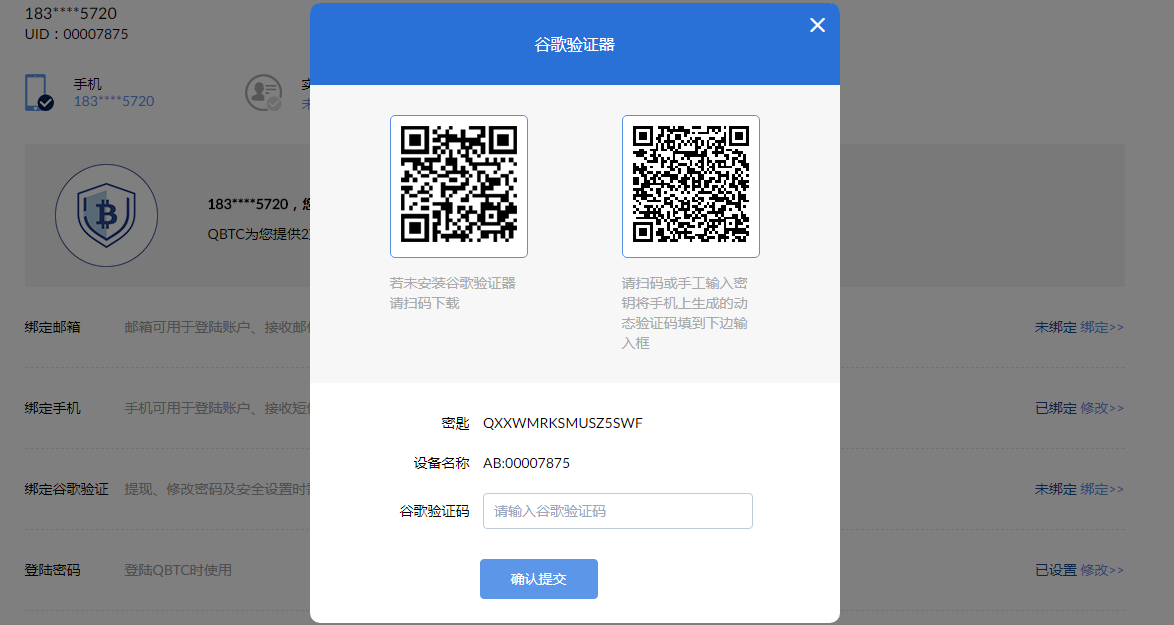 183****5720
UID：00007875
手机
183****5720
谷歌验证器
183****5720，您
QBTC为您提供2
若未安装谷歌验证器
请扫码下载
请扫码或手工输入密
钥将手机上生成的动
态验证码填到下边输
入框
绑定邮箱 邮箱可用于登陆账户、接收邮 未绑定 绑定>>
绑定手机 手机可用于登陆账户、接收短 已绑定 修改>>
绑定谷歌验证 提现、修改密码及安全设置时 未绑定 绑定>>
登陆密码 登陆QBTC时使用 已设置 修改>>
密匙 QXXWMRKSMUSZ5SWF
设备名称 AB:00007875
谷歌验证码 请输入谷歌验证码
确认提交